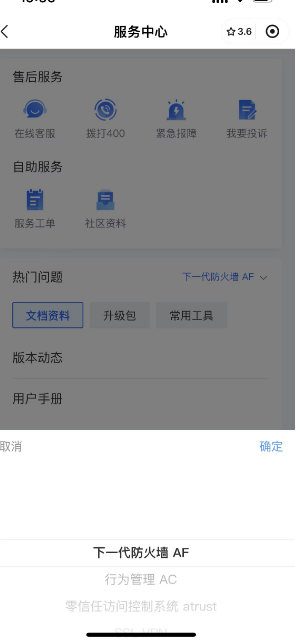 服务中心
3.6
售后服务
在线客服 拨打400 紧急报障 我要投诉
自助服务
服务工单 社区资料
热门问题 下一代防火墙 AF
文档资料 升级包 常用工具
版本动态
用户手册
取消 确定
下一代防火墙 AF
行为管理 AC
零信任访问控制系统 atrust